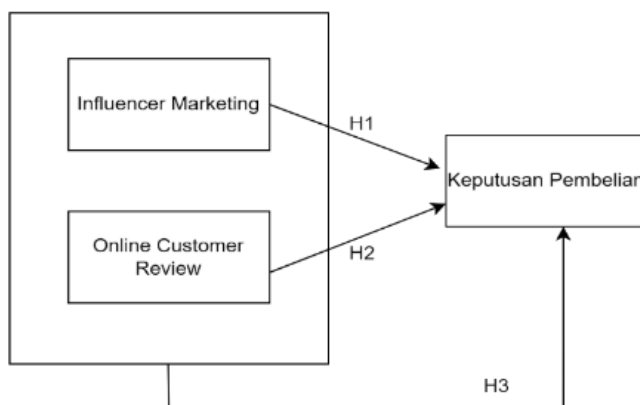 Influencer Marketing
H1
Keputusan Pembelian
Online Customer
Review
H2
H3